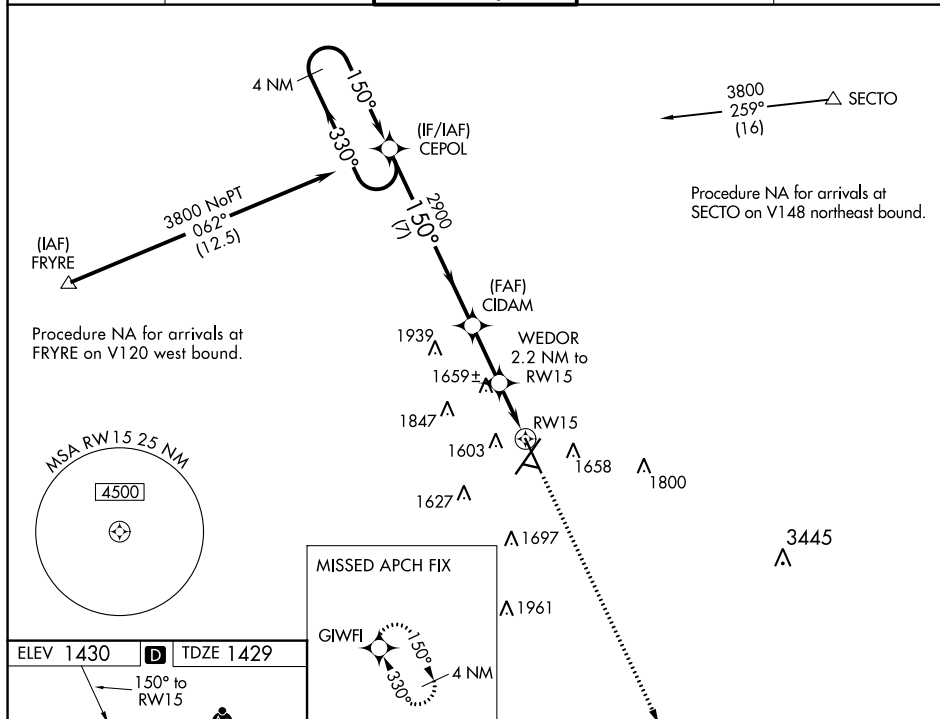 4 NM
150°
330°
(IF/IAF)
CEPOL
3800
259°
(16)
SECTO
Procedure NA for arrivals at
SECTO on V148 northeast bound.
3800 NoPT
062°
(12.5)
(IAF)
FRYRE
2900
150°
(7)
Procedure NA for arrivals at
FRYRE on V120 west bound.
(FAF)
CIDAM
1939
WEDOR
2.2 NM to
RW15
1659±
1847
RW15
1603
1658
1800
1627
MSA RW15 25 NM
4500
1697
3445
1961
MISSED APCH FIX
GIWFI
150°
330°
4 NM
ELEV 1430
D
TDZE 1429
150° to
RW15